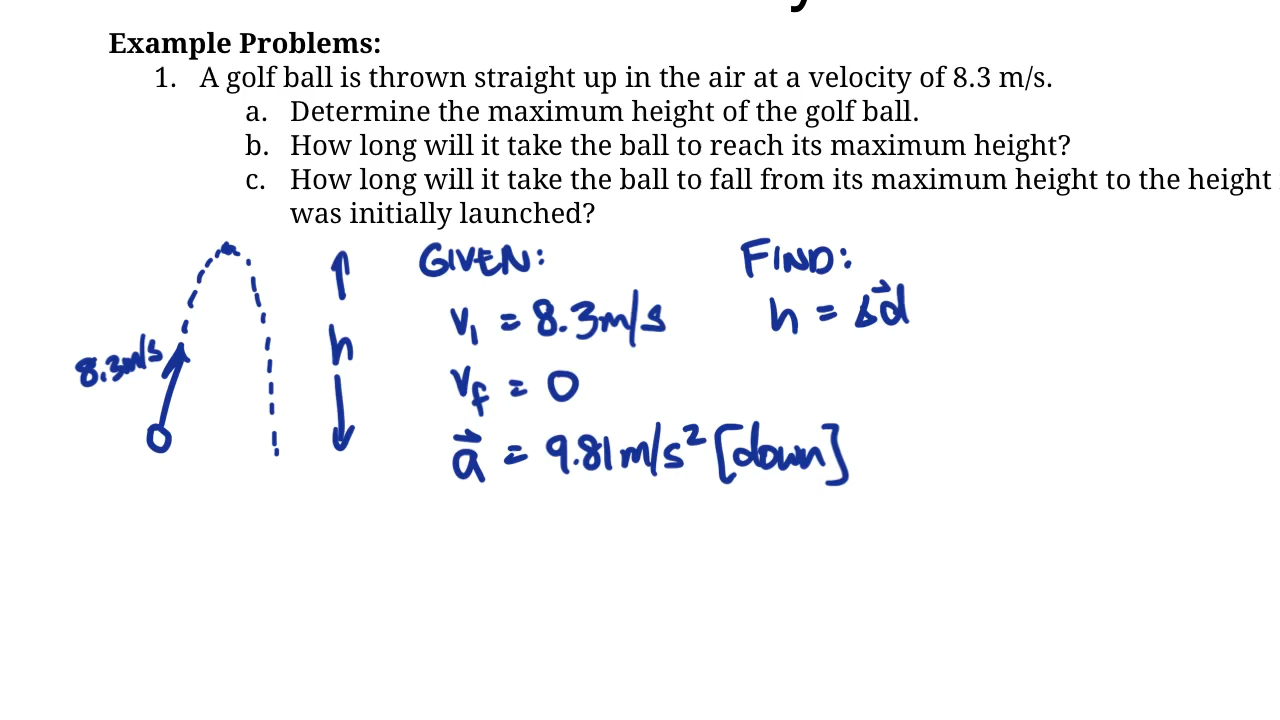 Example Problems:
1. A golf ball is thrown straight up in the air at a velocity of 8.3 m/s.
a. Determine the maximum height of the golf ball.
b. How long will it take the ball to reach its maximum height?
c. How long will it take the ball to fall from its maximum height to the height
was initially launched?
GIVEN:
FIND:
v₁ = 8.3m/s
h = Δd⃗
8.3m/s
h
vf = 0
a⃗ = 9.81m/s² [down]